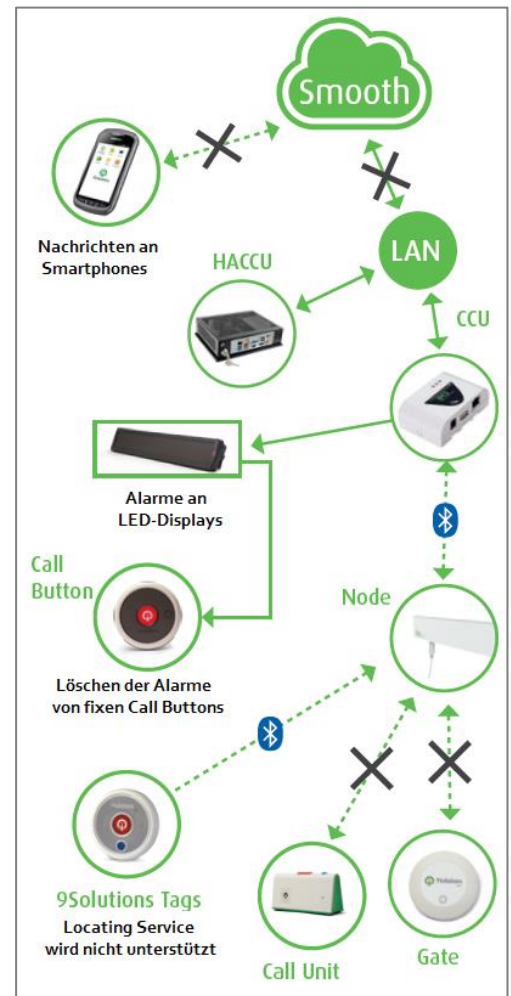 Smooth
Nachrichten an
Smartphones
HACCU
LAN
CCU
Alarme an
LED-Displays
Call
Button
Node
Löschen der Alarme
von fixen Call Buttons
9Solutions Tags
Locating Service
wird nicht unterstützt
Call Unit
Gate